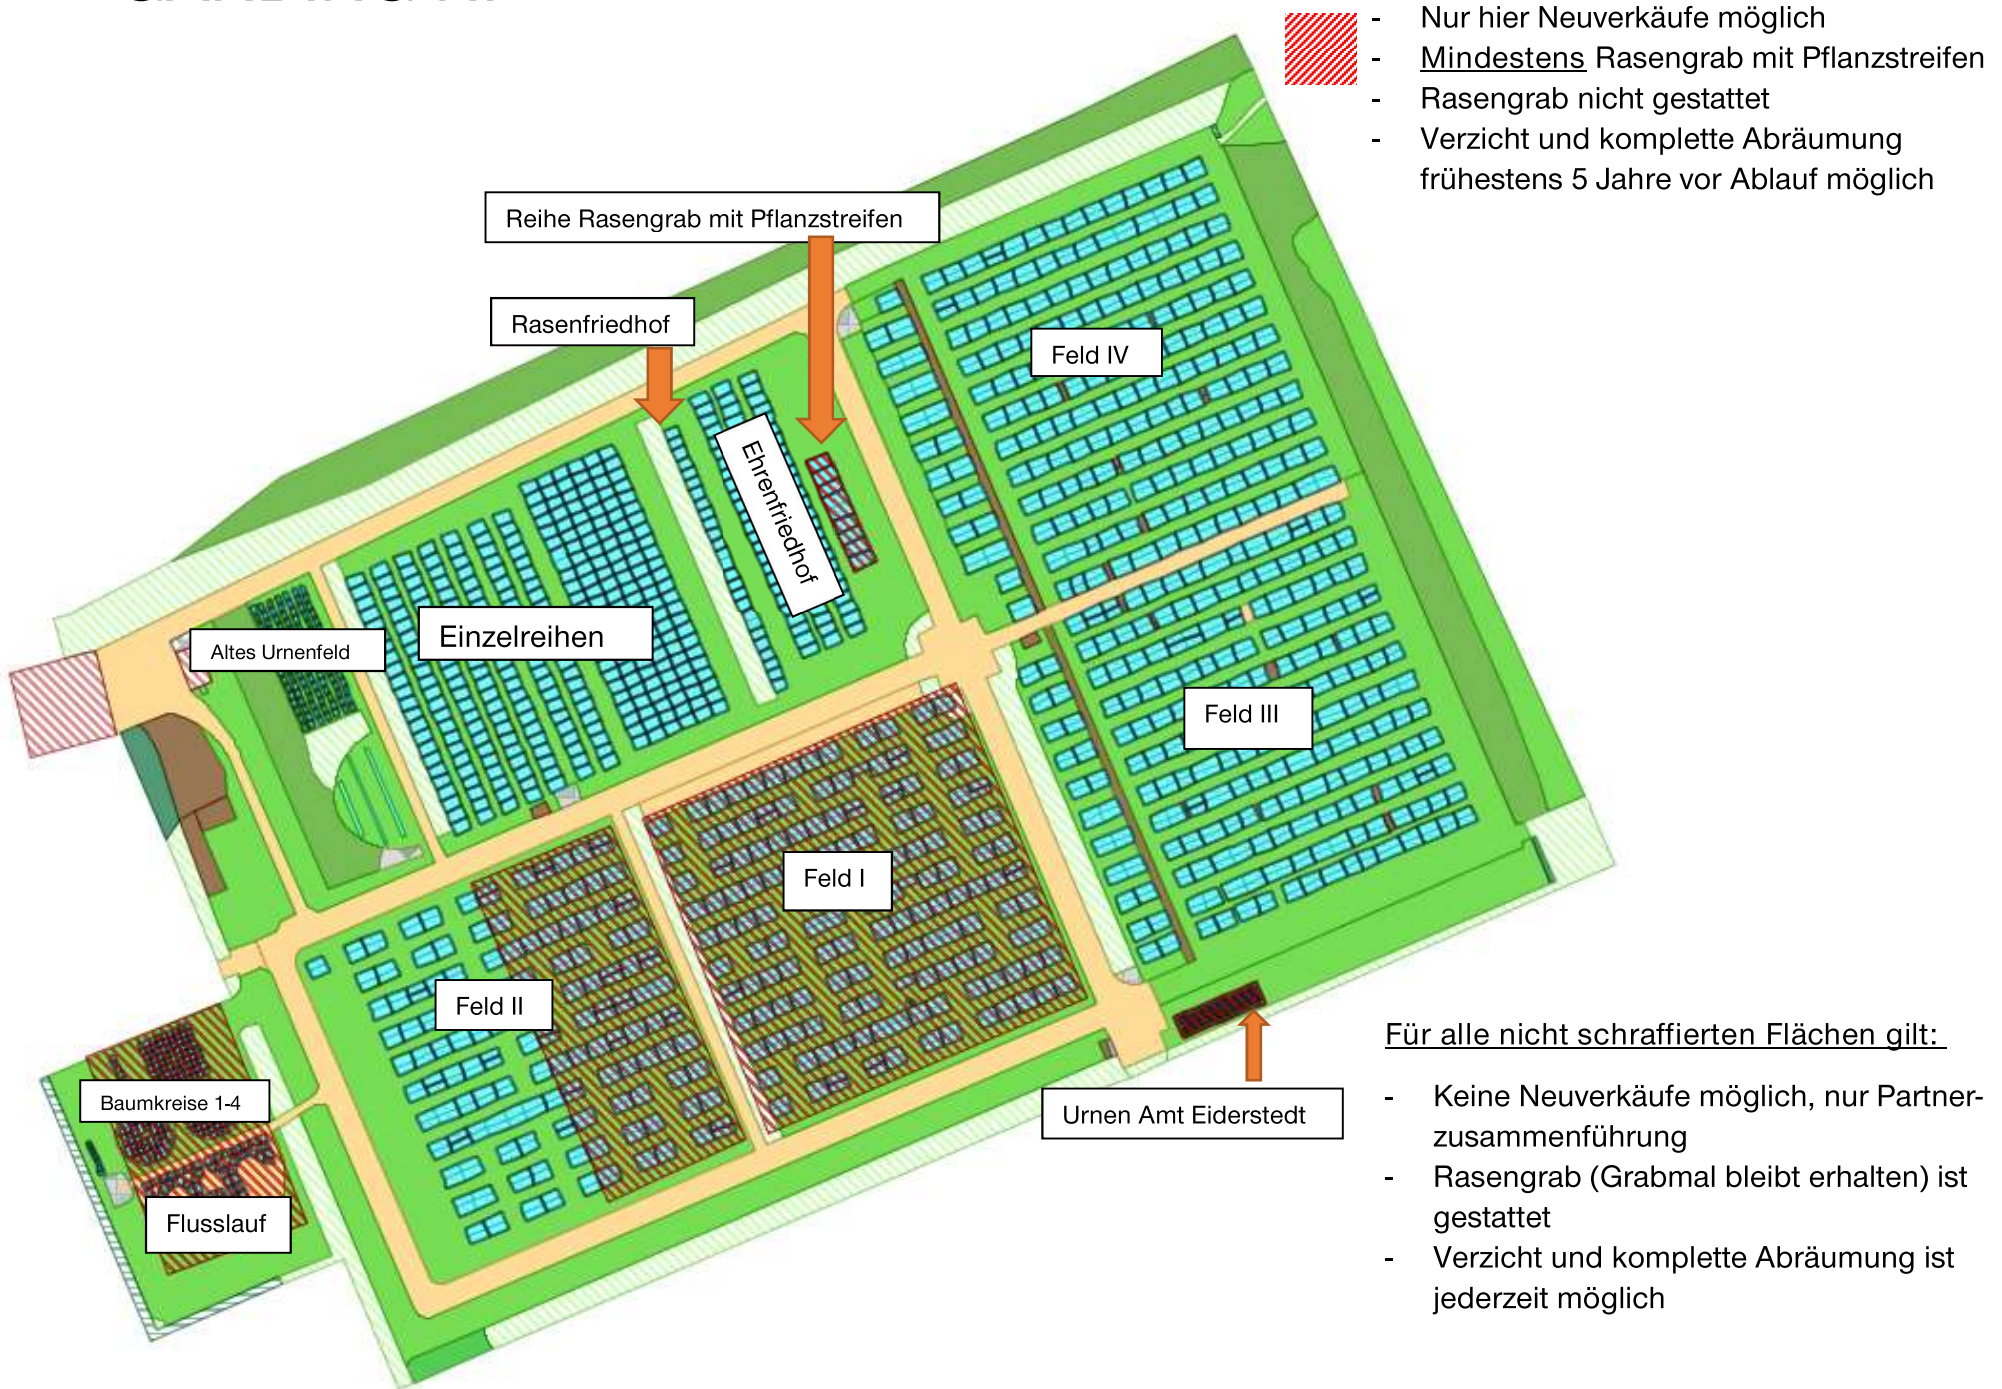 - Nur hier Neuverkäufe möglich
- Mindestens Rasengrab mit Pflanzstreifen
- Rasengrab nicht gestattet
- Verzicht und komplette Abräumung
frühestens 5 Jahre vor Ablauf möglich
Reihe Rasengrab mit Pflanzstreifen
Rasenfriedhof
Feld IV
Ehrenfriedhof
Einzelreihen
Altes Urnenfeld
Feld III
Feld I
Feld II
Baumkreise 1-4
Flusslauf
Urnen Amt Eiderstedt
Für alle nicht schraffierten Flächen gilt:
- Keine Neuverkäufe möglich, nur Partner-
zusammenführung
- Rasengrab (Grabmal bleibt erhalten) ist
gestattet
- Verzicht und komplette Abräumung ist
jederzeit möglich